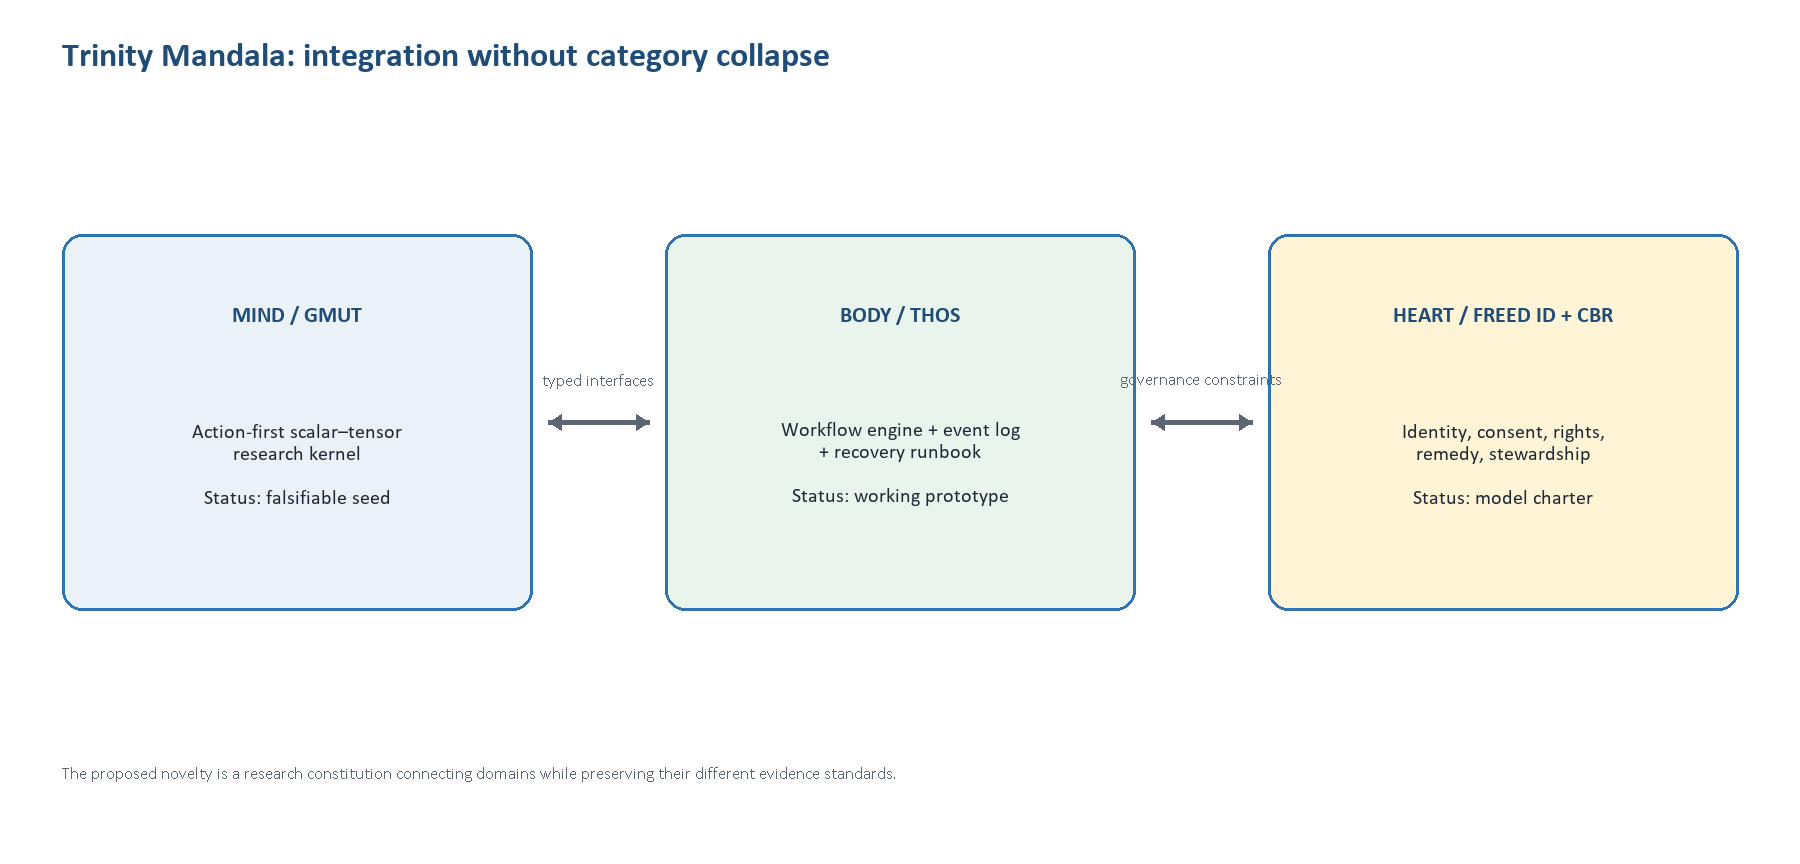 Trinity Mandala: integration without category collapse
MIND / GMUT
Action-first scalar–tensor
research kernel
Status: falsifiable seed
typed interfaces
BODY / THOS
Workflow engine + event log
+ recovery runbook
Status: working prototype
governance constraints
HEART / FREED ID + CBR
Identity, consent, rights,
remedy, stewardship
Status: model charter
The proposed novelty is a research constitution connecting domains while preserving their different evidence standards.